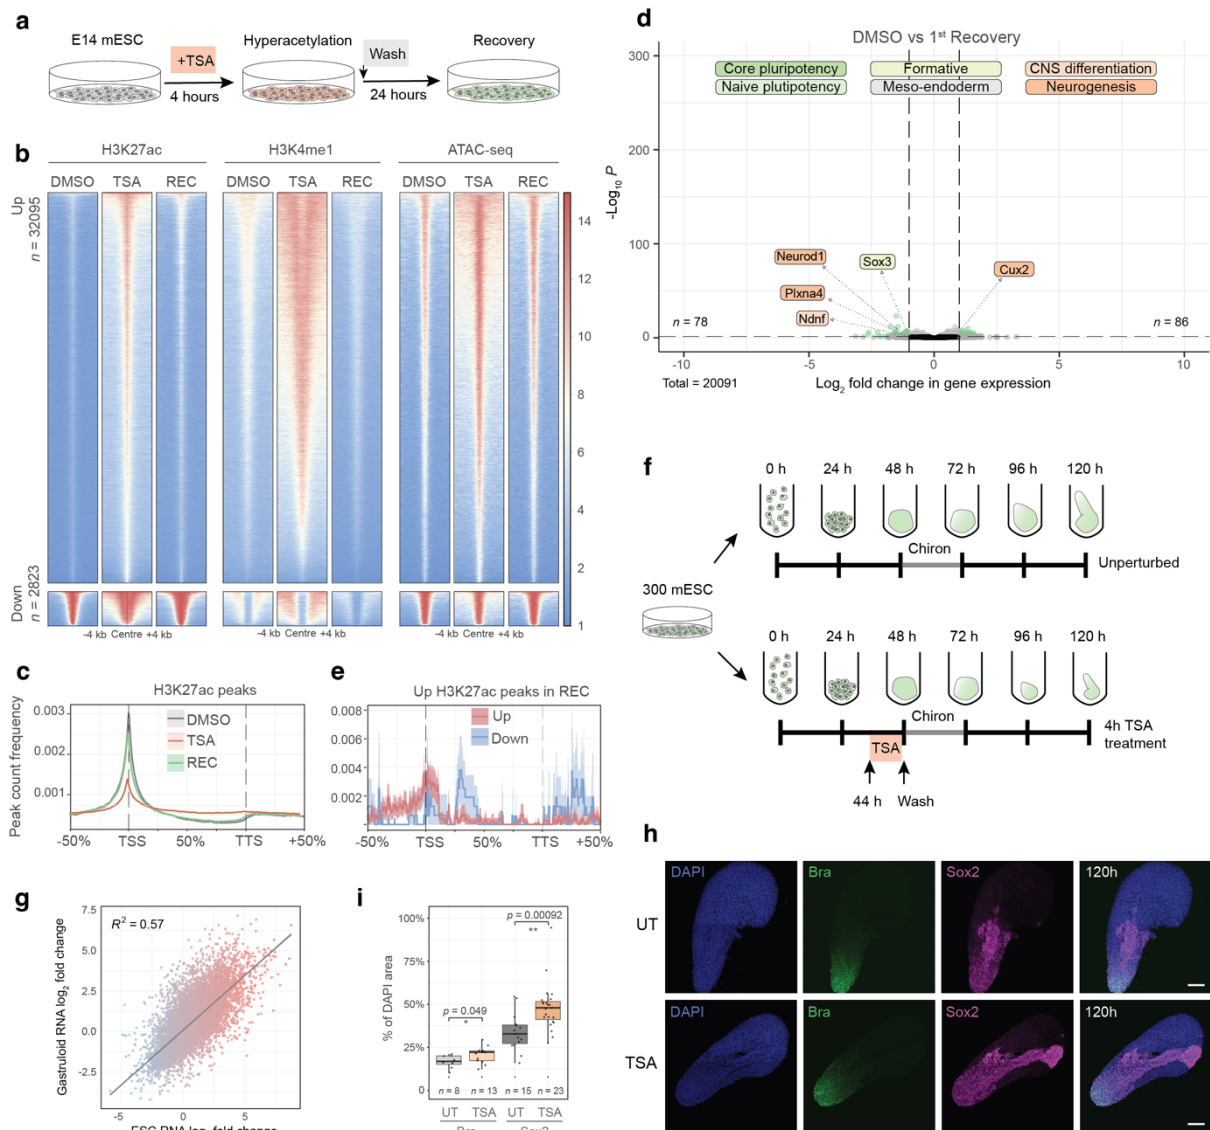 a
E14 mESC
+TSA
4 hours
Hyperacetylation
Wash
24 hours
Recovery
b
H3K27ac
H3K4me1
ATAC-seq
DMSO TSA REC
DMSO TSA REC
DMSO TSA REC
Up
n = 32095
Down
n = 2823
14
12
10
8
6
4
2
1
-4 kb Centre +4 kb
-4 kb Centre +4 kb
-4 kb Centre +4 kb
c
H3K27ac peaks
Peak count frequency
0.003
0.002
0.001
DMSO
TSA
REC
-50% TSS 50% TTS +50%
e
Up H3K27ac peaks in REC
0.008
0.006
0.004
0.002
Up
Down
-50% TSS 50% TTS +50%
d
DMSO vs 1st Recovery
Core pluripotency
Naive plutipotency
Formative
Meso-endoderm
CNS differentiation
Neurogenesis
-Log10 P
300
200
100
0
Neurod1
Sox3
Cux2
Plxna4
Ndnf
n = 78
n = 86
-10 -5 0 5 10
Total = 20091
Log2 fold change in gene expression
f
0 h 24 h 48 h 72 h 96 h 120 h
Chiron
Unperturbed
300 mESC
0 h 24 h 48 h 72 h 96 h 120 h
Chiron
TSA
4h TSA
treatment
44 h
Wash
g
R2 = 0.57
Gastruloid RNA log2 fold change
7.5
5.0
2.5
0.0
-2.5
-5 0 5
ESC RNA log2 fold change
i
% of DAPI area
100%
50%
25%
0
p = 0.00092
**
p = 0.049
*
n = 8 n = 13 n = 15 n = 23
UT TSA UT TSA
Bra Sox2
h
UT
DAPI
Bra
Sox2
120h
TSA
DAPI
Bra
Sox2
120h